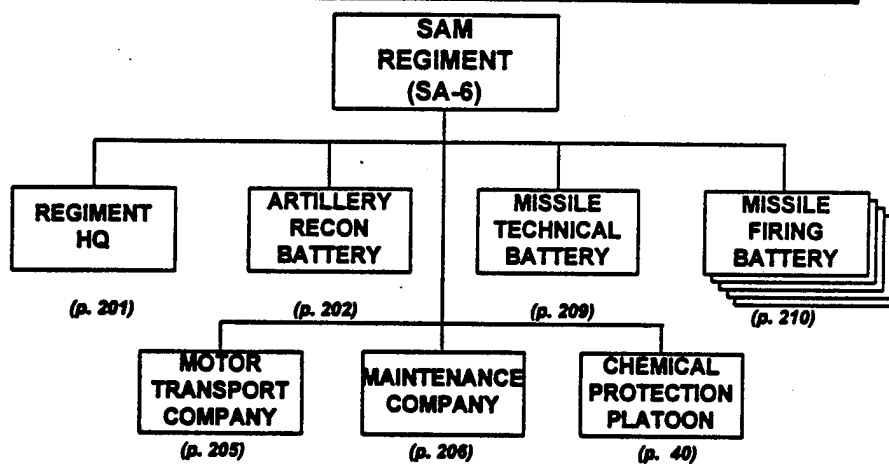 SAM
REGIMENT
(SA-6)
REGIMENT
HQ
(p. 201)
ARTILLERY
RECON
BATTERY
(p. 202)
MISSILE
TECHNICAL
BATTERY
(p. 209)
MISSILE
FIRING
BATTERY
(p. 210)
MOTOR
TRANSPORT
COMPANY
(p. 205)
MAINTENANCE
COMPANY
(p. 206)
CHEMICAL
PROTECTION
PLATOON
(p. 40)